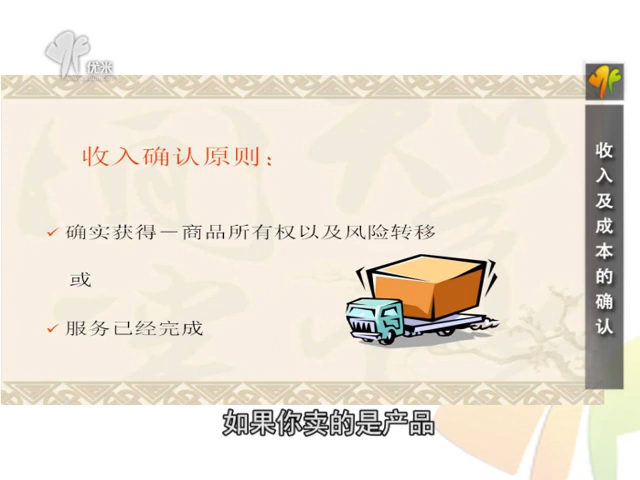 优米
收入确认原则：
确实获得－商品所有权以及风险转移
或
服务已经完成
收入及成本的确认
如果你卖的是产品